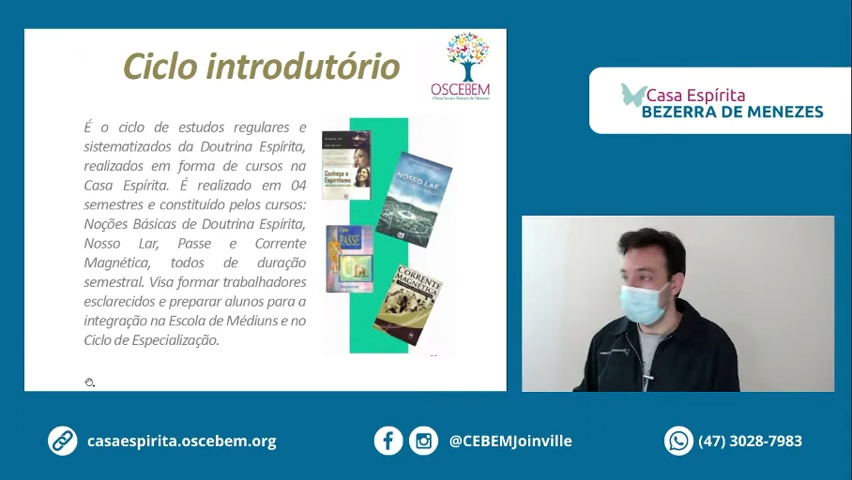 Ciclo introdutório
OSCEBEM
É o ciclo de estudos regulares e
sistematizados da Doutrina Espírita,
realizados em forma de cursos na
Casa Espírita. É realizado em 04
semestres e constituído pelos cursos:
Noções Básicas de Doutrina Espírita,
Nosso Lar, Passe e Corrente
Magnética, todos de duração
semestral. Visa formar trabalhadores
esclarecidos e preparar alunos para a
integração na Escola de Médiuns e no
Ciclo de Especialização.
Conheça o
Espiritismo
NOSSO LAR
PASSE
CORRENTE
MAGNÉTICA
Casa Espírita
BEZERRA DE MENEZES
casaespirita.oscebem.org
@CEBEMJoinville
(47) 3028-7983